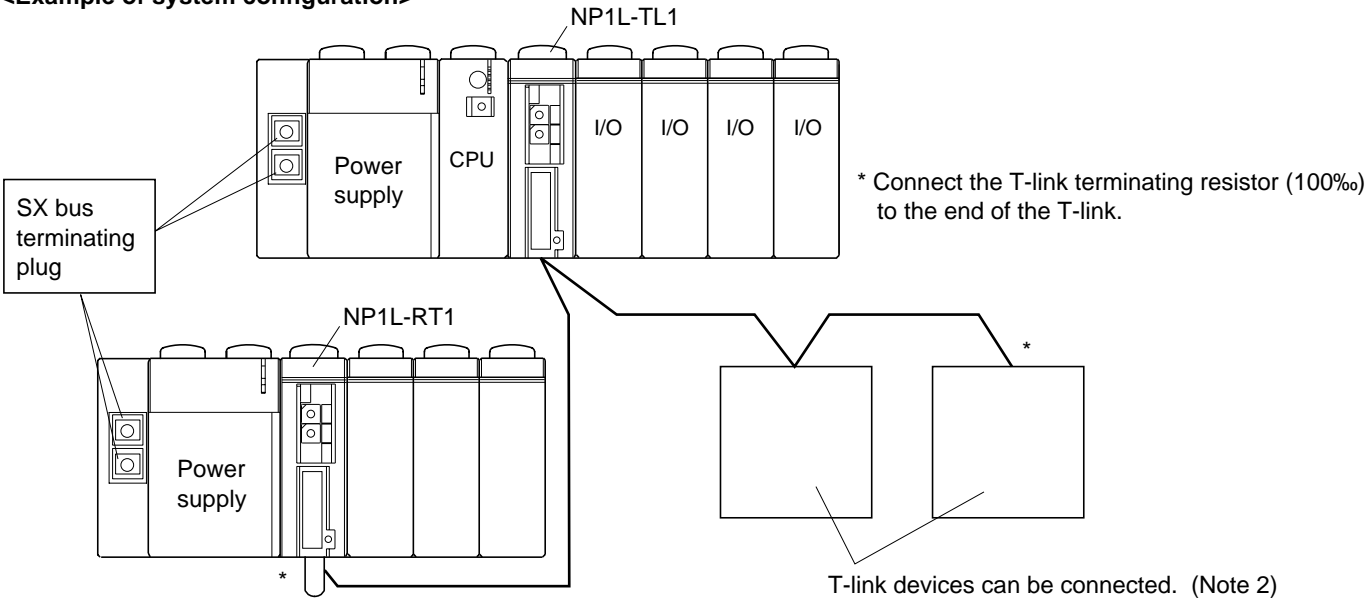 <Example of system configuration>
NP1L-TL1
I/O
I/O
I/O
I/O
CPU
Power
supply
* Connect the T-link terminating resistor (100‰)
to the end of the T-link.
SX bus
terminating
plug
NP1L-RT1
*
Power
supply
*
T-link devices can be connected. (Note 2)